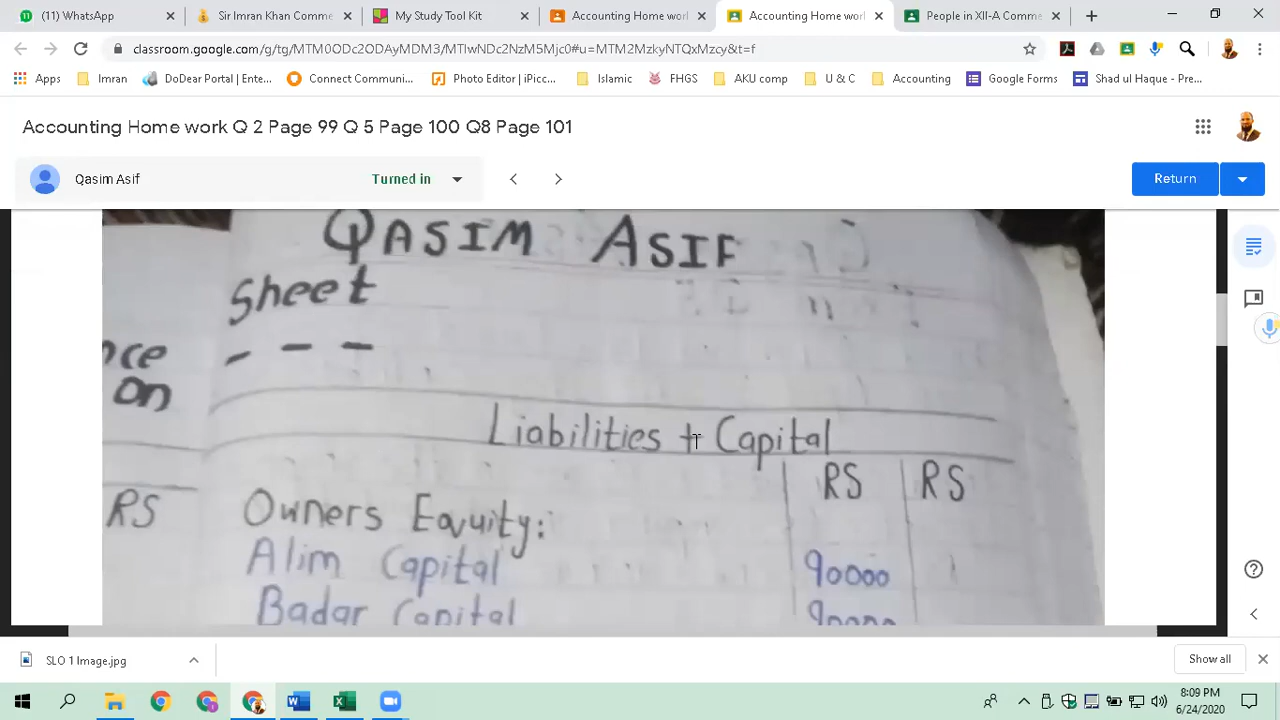 (11) WhatsApp
Sir Imran Khan Comme
My Study Tool Kit
Accounting Home wor
Accounting Home wor
People in XII-A Comme
classroom.google.com/g/tg/MTM0ODc2ODAyMDM3/MTIwNDc2NzM5Mjc0#u=MTM2MzkyNTQxMzcy&t=f
Apps
Imran
DoDear Portal | Ente...
Connect Communi...
Photo Editor | iPicc...
Islamic
FHGS
AKU comp
U & C
Accounting
Google Forms
Shad ul Haque - Pre...
Accounting Home work Q 2 Page 99 Q 5 Page 100 Q8 Page 101
Qasim Asif
Turned in
Return
QASIM ASIF
Sheet
nce - - -
on
Liabilities + Capital
RS RS
RS Owners Equity:
Alim Capital 90000
Badar Capital 90000
SLO 1 Image.jpg
Show all
8:09 PM
6/24/2020